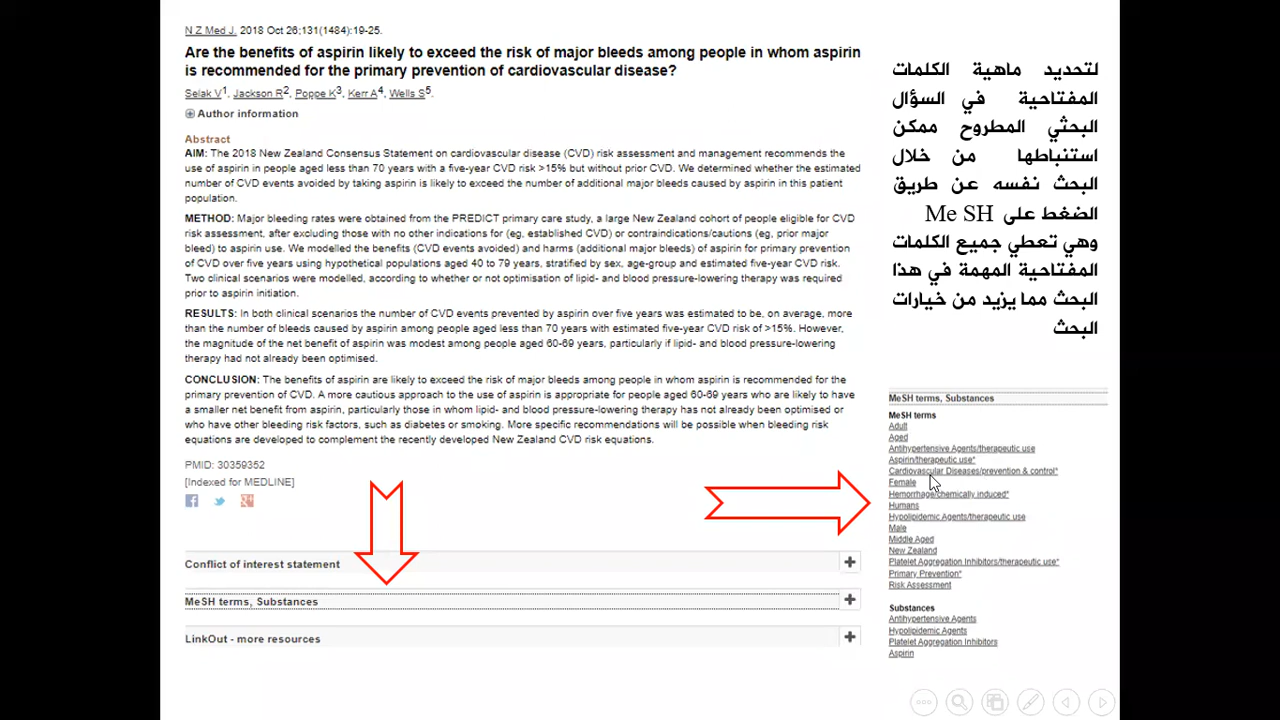 N Z Med J. 2018 Oct 26;131(1484):19-25.
Are the benefits of aspirin likely to exceed the risk of major bleeds among people in whom aspirin
is recommended for the primary prevention of cardiovascular disease?
Selak V1, Jackson R2, Poppe K3, Kerr A4, Wells S5.
Author information
Abstract
AIM: The 2018 New Zealand Consensus Statement on cardiovascular disease (CVD) risk assessment and management recommends the
use of aspirin in people aged less than 70 years with a five-year CVD risk >15% but without prior CVD. We determined whether the estimated
number of CVD events avoided by taking aspirin is likely to exceed the number of additional major bleeds caused by aspirin in this patient
population.
METHOD: Major bleeding rates were obtained from the PREDICT primary care study, a large New Zealand cohort of people eligible for CVD
risk assessment, after excluding those with no other indications for (eg, established CVD) or contraindications/cautions (eg, prior major
bleed) to aspirin use. We modelled the benefits (CVD events avoided) and harms (additional major bleeds) of aspirin for primary prevention
of CVD over five years using hypothetical populations aged 40 to 79 years, stratified by sex, age-group and estimated five-year CVD risk.
Two clinical scenarios were modelled, according to whether or not optimisation of lipid- and blood pressure-lowering therapy was required
prior to aspirin initiation.
RESULTS: In both clinical scenarios the number of CVD events prevented by aspirin over five years was estimated to be, on average, more
than the number of bleeds caused by aspirin among people aged less than 70 years with estimated five-year CVD risk of >15%. However,
the magnitude of the net benefit of aspirin was modest among people aged 60-69 years, particularly if lipid- and blood pressure-lowering
therapy had not already been optimised.
CONCLUSION: The benefits of aspirin are likely to exceed the risk of major bleeds among people in whom aspirin is recommended for the
primary prevention of CVD. A more cautious approach to the use of aspirin is appropriate for people aged 60-69 years who are likely to have
a smaller net benefit from aspirin, particularly those in whom lipid- and blood pressure-lowering therapy has not already been optimised or
who have other bleeding risk factors, such as diabetes or smoking. More specific recommendations will be possible when bleeding risk
equations are developed to complement the recently developed New Zealand CVD risk equations.
PMID: 30359352
[Indexed for MEDLINE]
Conflict of interest statement
MeSH terms, Substances
LinkOut - more resources
لتحديد ماهية الكلمات
المفتاحية في السؤال
البحثي المطروح ممكن
استنباطها من خلال
البحث نفسه عن طريق
الضغط على Me SH
وهي تعطي جميع الكلمات
المفتاحية المهمة في هذا
البحث مما يزيد من خيارات
البحث
MeSH terms, Substances
MeSH terms
Adult
Aged
Antihypertensive Agents/therapeutic use
Aspirin/therapeutic use*
Cardiovascular Diseases/prevention & control*
Female
Hemorrhage/chemically induced*
Humans
Hypolipidemic Agents/therapeutic use
Male
Middle Aged
New Zealand
Platelet Aggregation Inhibitors/therapeutic use*
Primary Prevention*
Risk Assessment
Substances
Antihypertensive Agents
Hypolipidemic Agents
Platelet Aggregation Inhibitors
Aspirin